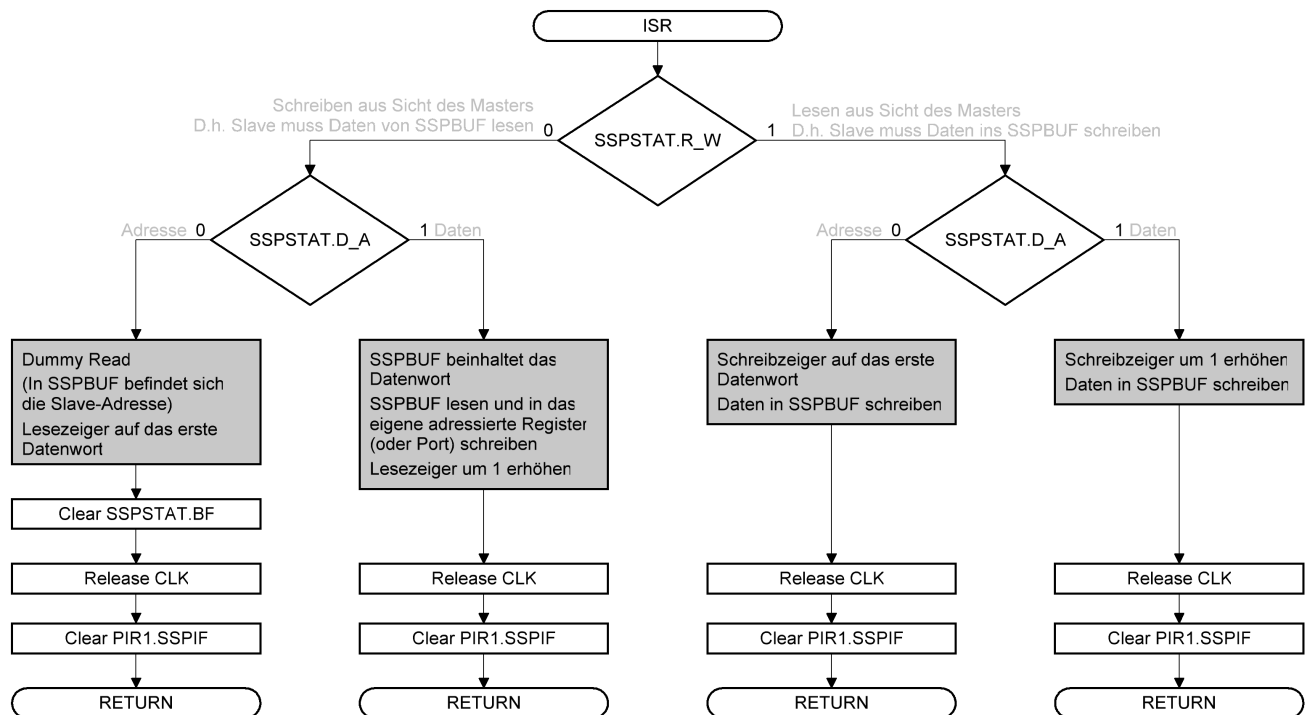 ISR
Schreiben aus Sicht des Masters
D.h. Slave muss Daten von SSPBUF lesen
0
SSPSTAT.R_W
1
Lesen aus Sicht des Masters
D.h. Slave muss Daten ins SSPBUF schreiben
Adresse 0
SSPSTAT.D_A
1 Daten
Adresse 0
SSPSTAT.D_A
1 Daten
Dummy Read
(In SSPBUF befindet sich
die Slave-Adresse)
Lesezeiger auf das erste
Datenwort
Clear SSPSTAT.BF
Release CLK
Clear PIR1.SSPIF
RETURN
SSPBUF beinhaltet das
Datenwort
SSPBUF lesen und in das
eigene adressierte Register
(oder Port) schreiben
Lesezeiger um 1 erhöhen
Release CLK
Clear PIR1.SSPIF
RETURN
Schreibzeiger auf das erste
Datenwort
Daten in SSPBUF schreiben
Release CLK
Clear PIR1.SSPIF
RETURN
Schreibzeiger um 1 erhöhen
Daten in SSPBUF schreiben
Release CLK
Clear PIR1.SSPIF
RETURN